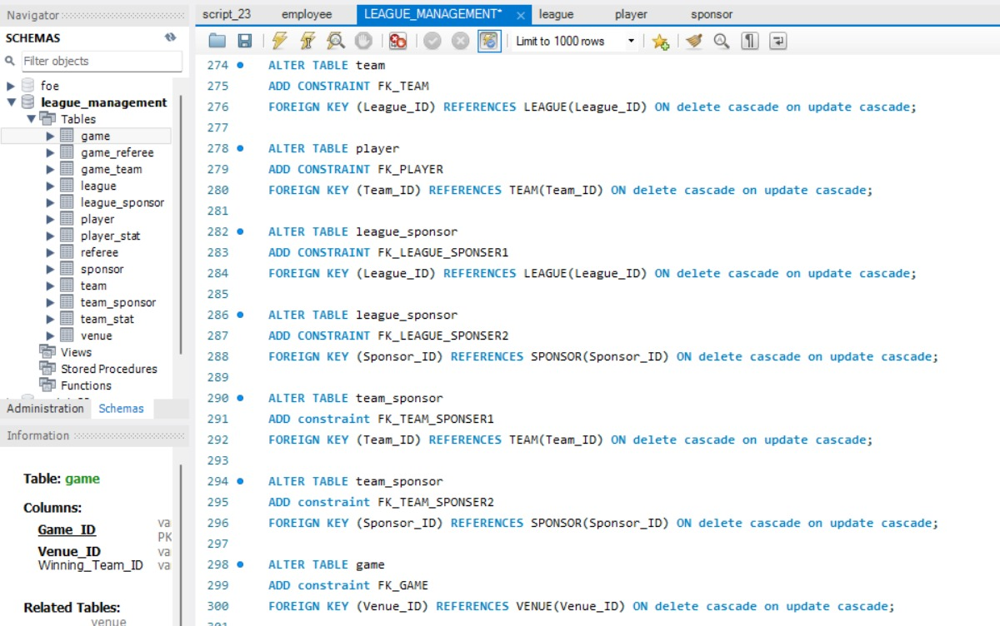 Navigator
SCHEMAS
Filter objects
foe
league_management
Tables
game
game_referee
game_team
league
league_sponsor
player
player_stat
referee
sponsor
team
team_sponsor
team_stat
venue
Views
Stored Procedures
Functions
Administration Schemas
Information
Table: game
Columns:
Game_ID va
PK
Venue_ID va
Winning_Team_ID va
Related Tables:
venue
script_23 employee LEAGUE_MANAGEMENT* league player sponsor
Limit to 1000 rows
274 ALTER TABLE team
275 ADD CONSTRAINT FK_TEAM
276 FOREIGN KEY (League_ID) REFERENCES LEAGUE(League_ID) ON delete cascade on update cascade;
277
278 ALTER TABLE player
279 ADD CONSTRAINT FK_PLAYER
280 FOREIGN KEY (Team_ID) REFERENCES TEAM(Team_ID) ON delete cascade on update cascade;
281
282 ALTER TABLE league_sponsor
283 ADD CONSTRAINT FK_LEAGUE_SPONSER1
284 FOREIGN KEY (League_ID) REFERENCES LEAGUE(League_ID) ON delete cascade on update cascade;
285
286 ALTER TABLE league_sponsor
287 ADD CONSTRAINT FK_LEAGUE_SPONSER2
288 FOREIGN KEY (Sponsor_ID) REFERENCES SPONSOR(Sponsor_ID) ON delete cascade on update cascade;
289
290 ALTER TABLE team_sponsor
291 ADD constraint FK_TEAM_SPONSER1
292 FOREIGN KEY (Team_ID) REFERENCES TEAM(Team_ID) ON delete cascade on update cascade;
293
294 ALTER TABLE team_sponsor
295 ADD constraint FK_TEAM_SPONSER2
296 FOREIGN KEY (Sponsor_ID) REFERENCES SPONSOR(Sponsor_ID) ON delete cascade on update cascade;
297
298 ALTER TABLE game
299 ADD constraint FK_GAME
300 FOREIGN KEY (Venue_ID) REFERENCES VENUE(Venue_ID) ON delete cascade on update cascade;